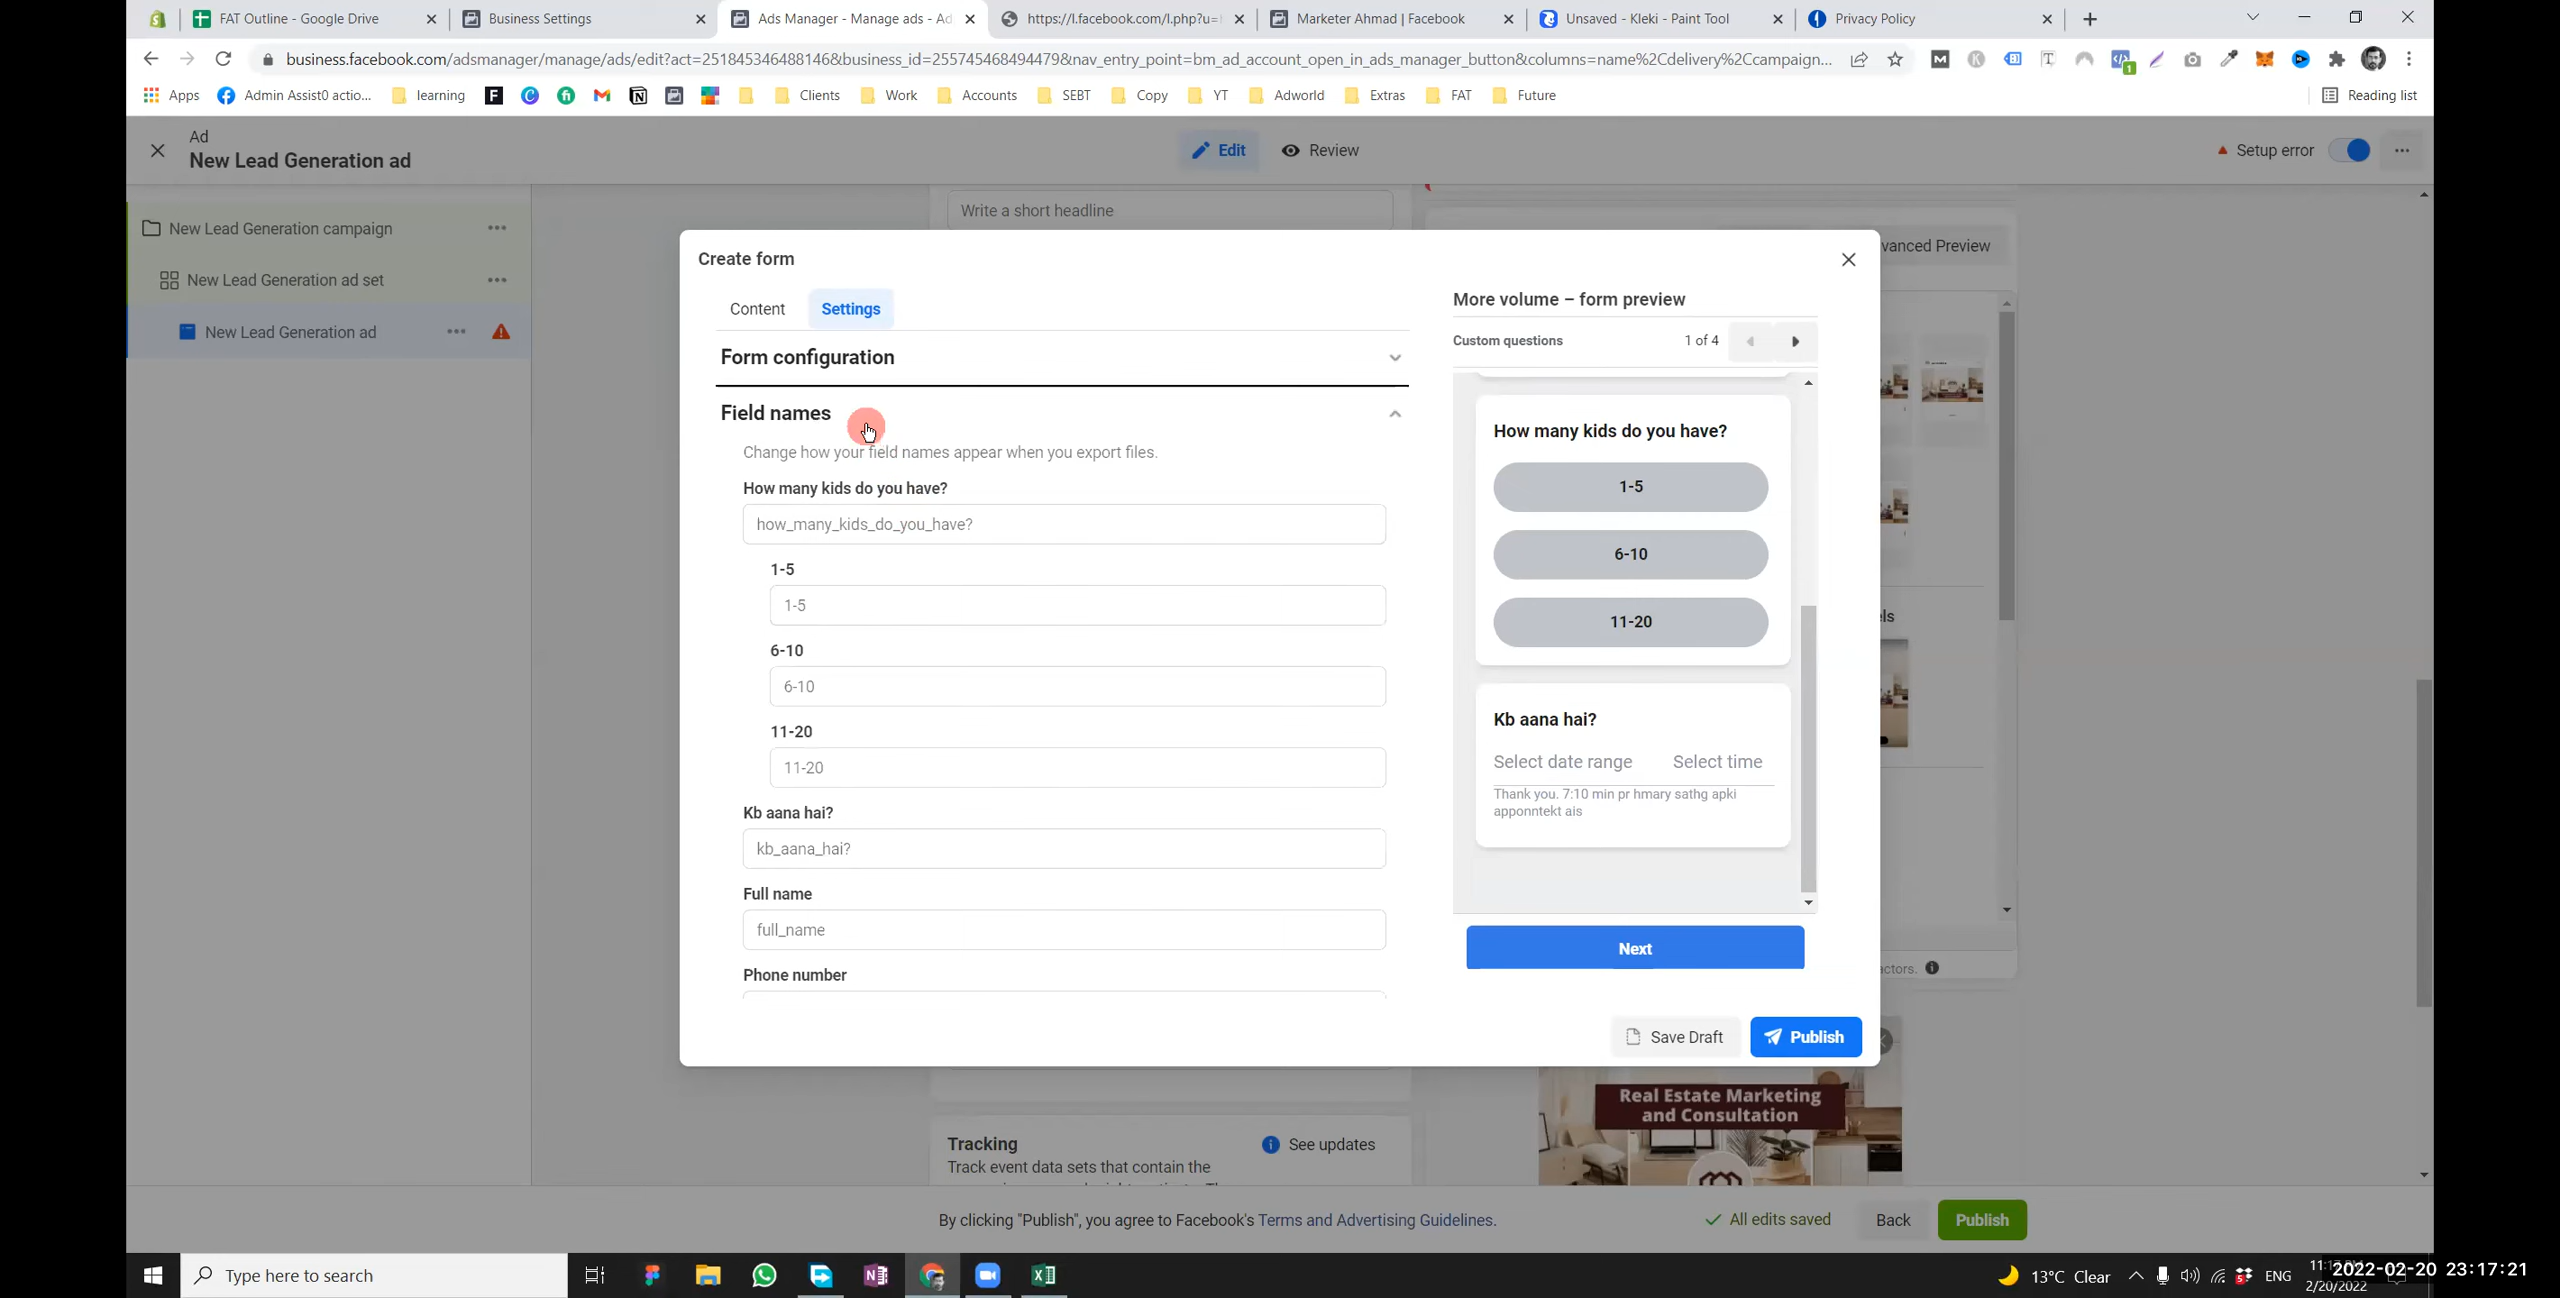 FAT Outline - Google Drive
Business Settings
Ads Manager - Manage ads - Ad
https://l.facebook.com/l.php?u=
Marketer Ahmad | Facebook
Unsaved - Kleki - Paint Tool
Privacy Policy
business.facebook.com/adsmanager/manage/ads/edit?act=251845346488146&business_id=2557454684944​79&nav_entry_point=bm_ad_account_open_in_ads_manager_button&columns=name%2Cdelivery%2Ccampaign...
Apps
Admin Assist0 actio...
learning
Clients
Work
Accounts
SEBT
Copy
YT
Adworld
Extras
FAT
Future
Reading list
Ad
New Lead Generation ad
Edit
Review
Setup error
New Lead Generation campaign
New Lead Generation ad set
New Lead Generation ad
Write a short headline
vanced Preview
Create form
Content
Settings
Form configuration
Field names
Change how your field names appear when you export files.
How many kids do you have?
how_many_kids_do_you_have?
1-5
1-5
6-10
6-10
11-20
11-20
Kb aana hai?
kb_aana_hai?
Full name
full_name
Phone number
More volume – form preview
Custom questions
1 of 4
How many kids do you have?
1-5
6-10
11-20
Kb aana hai?
Select date range
Select time
Thank you. 7:10 min pr hmary sathg apki
apponntekt ais
Next
els
actors.
Save Draft
Publish
Real Estate Marketing
and Consultation
Tracking
See updates
Track event data sets that contain the
By clicking "Publish", you agree to Facebook's Terms and Advertising Guidelines.
All edits saved
Back
Publish
Type here to search
13°C Clear
ENG
2/20/2022
2022-02-20 23:17:21